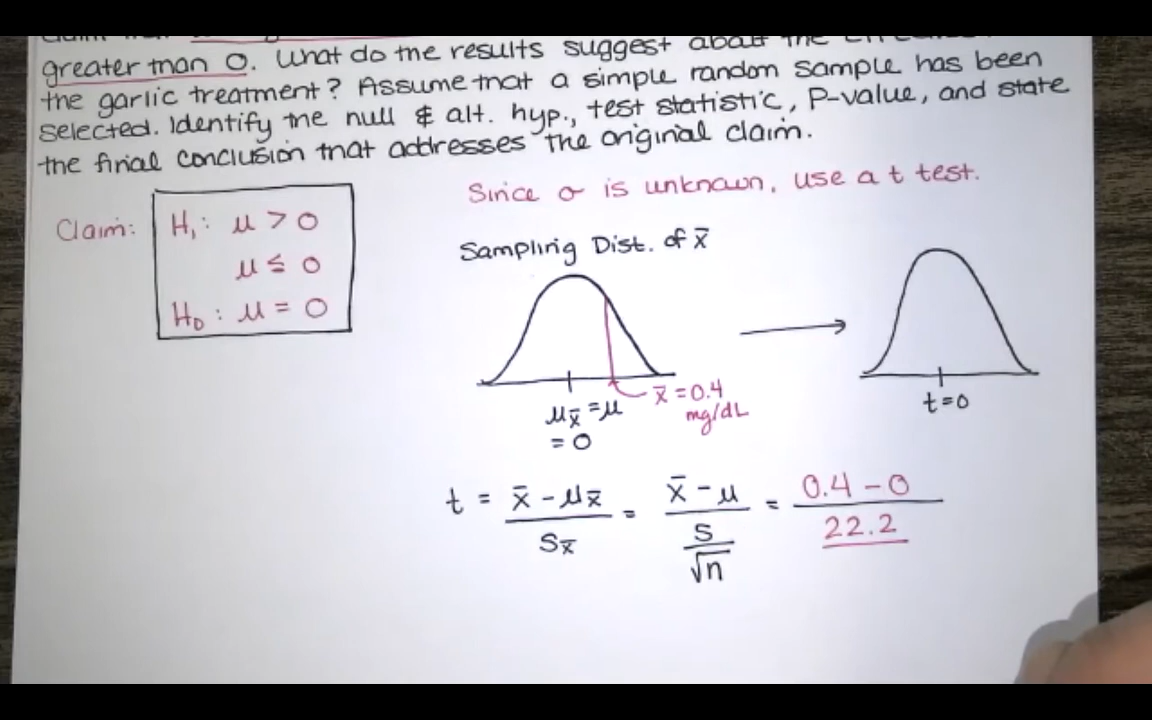 greater than 0. What do the results suggest about the
the garlic treatment? Assume that a simple random sample has been
selected. Identify the null & alt. hyp., test statistic, P-value, and state
the final conclusion that addresses the original claim.
Since σ is unknown, use a t test.
Claim: H₁: μ > 0
μ ≤ 0
H₀: μ = 0
Sampling Dist. of x̄
x̄ = 0.4
mg/dL
μx̄ = μ
= 0
t = 0
t = x̄ - μx̄ = x̄ - μ = 0.4 - 0
sx̄ s 22.2
√n